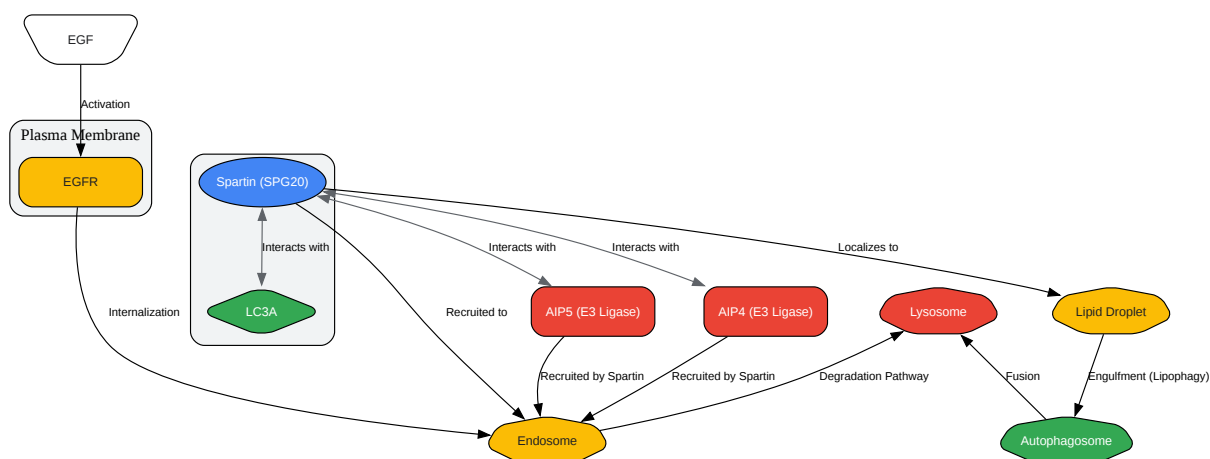 EGF
Activation
Plasma Membrane
EGFR
Spartin (SPG20)
Interacts with
Interacts with
Interacts with
Localizes to
Internalization
LC3A
Recruited to
AIP5 (E3 Ligase)
AIP4 (E3 Ligase)
Lysosome
Lipid Droplet
Recruited by Spartin
Recruited by Spartin
Degradation Pathway
Fusion
Engulfment (Lipophagy)
Endosome
Autophagosome